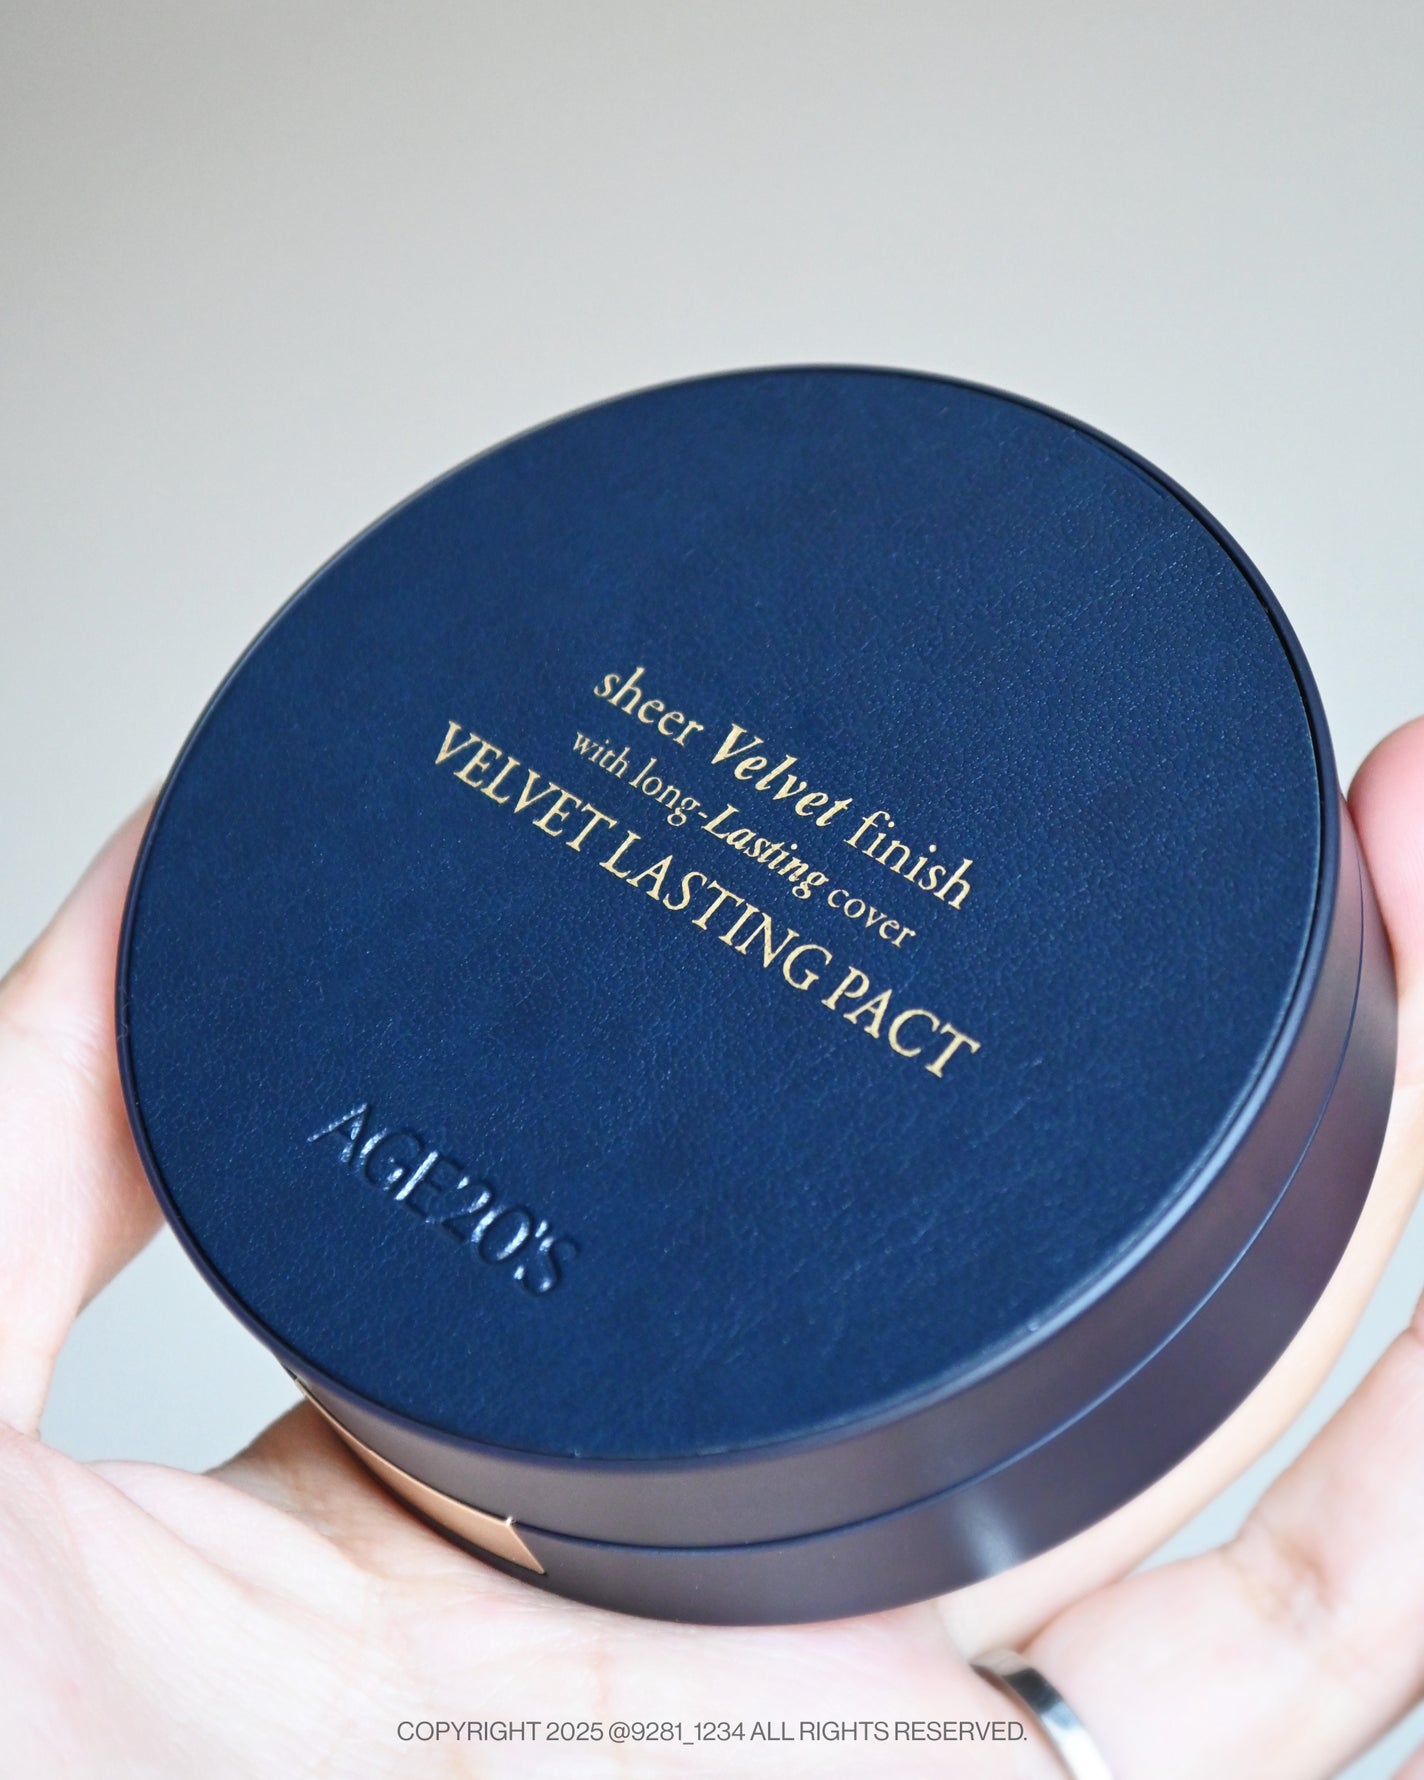 sheer Velvet finish
with long-Lasting cover
VELVET LASTING PACT
AGE20'S
COPYRIGHT 2025 @9281_1234 ALL RIGHTS RESERVED.